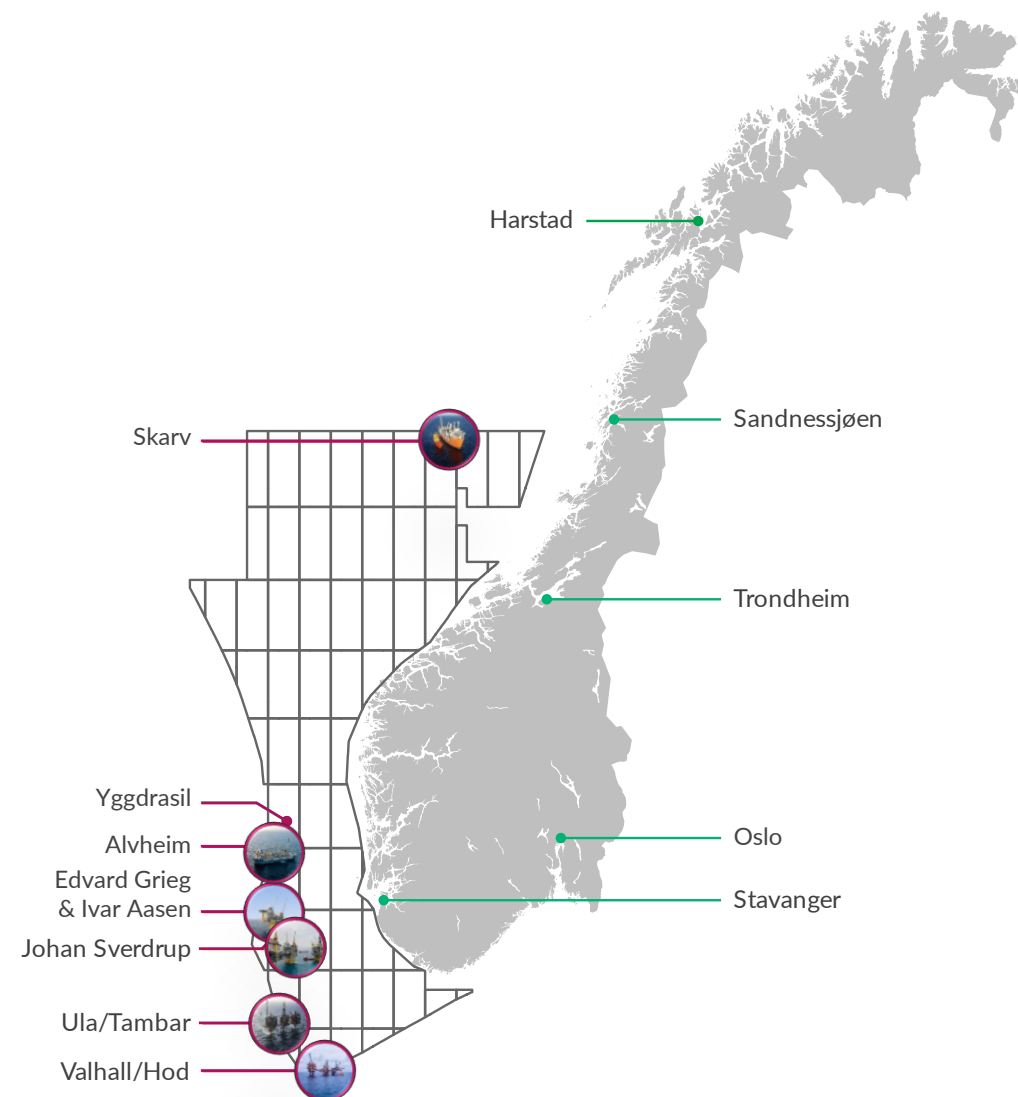 Harstad
Sandnessjøen
Skarv
Trondheim
Yggdrasil
Alvheim
Oslo
Edvard Grieg
& Ivar Aasen
Stavanger
Johan Sverdrup
Ula/Tambar
Valhall/Hod